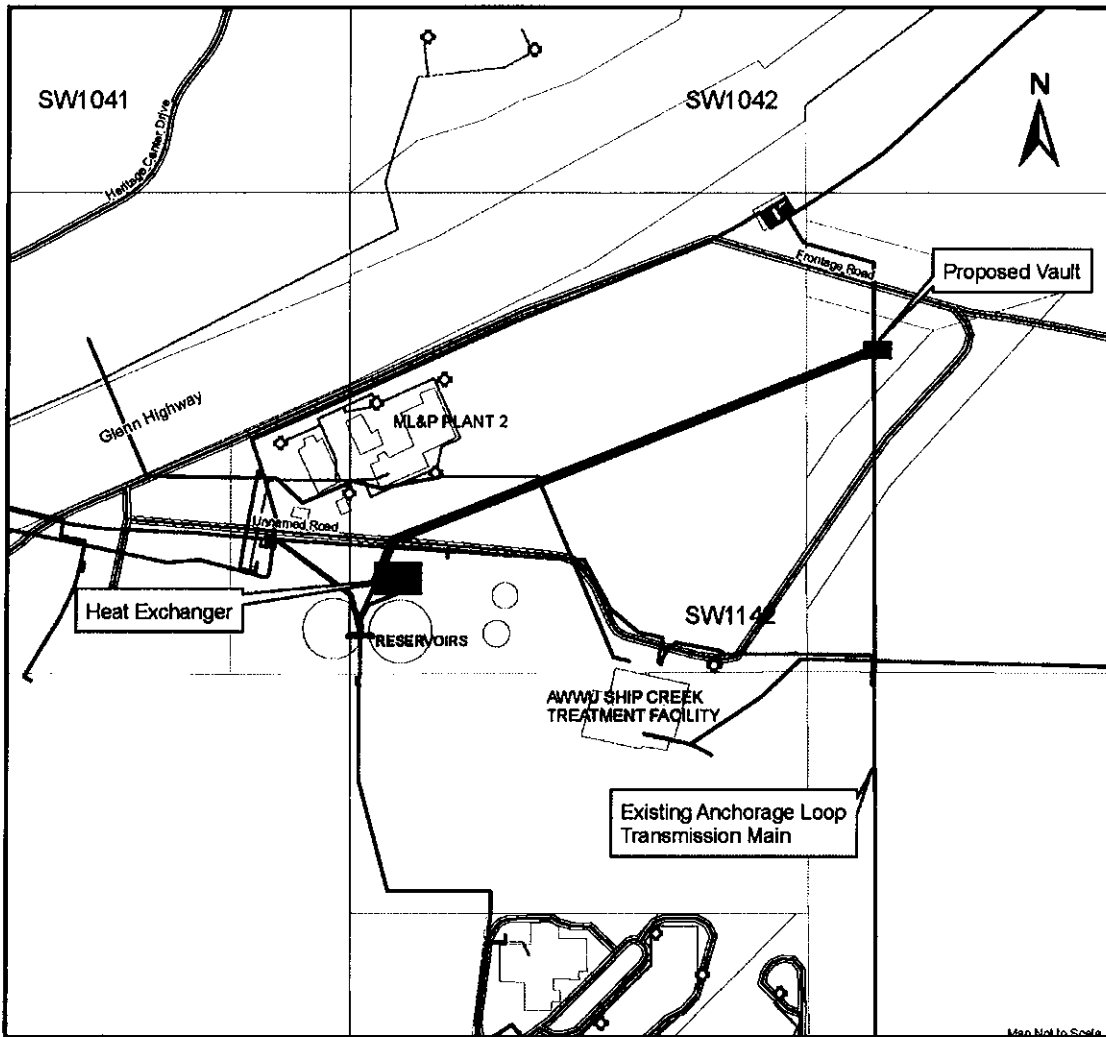 SW1041
SW1042
N
Heritage Center Drive
Frontage Road
Proposed Vault
Glenn Highway
ML&P PLANT 2
Unnamed Road
Heat Exchanger
SW1142
RESERVOIRS
AWWU SHIP CREEK
TREATMENT FACILITY
Existing Anchorage Loop
Transmission Main
Map Not to Scale